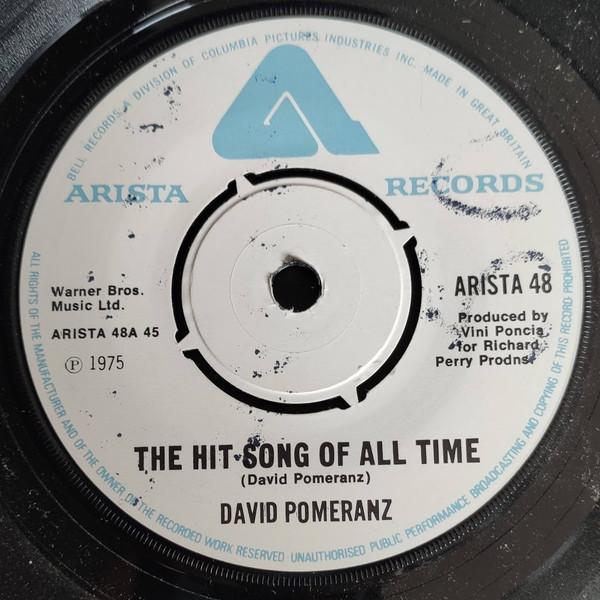 BELL RECORDS A DIVISION OF COLUMBIA PICTURES INDUSTRIES INC. MADE IN GREAT BRITAIN
ARISTA RECORDS
Warner Bros.
Music Ltd.
ARISTA 48A 45
Ⓟ 1975
ARISTA 48
Produced by
Vini Poncia
for Richard
Perry Prodns.
THE HIT SONG OF ALL TIME
(David Pomeranz)
DAVID POMERANZ
ALL RIGHTS OF THE MANUFACTURER AND OF THE OWNER OF THE RECORDED WORK RESERVED · UNAUTHORISED PUBLIC PERFORMANCE BROADCASTING AND COPYING OF THIS RECORD PROHIBITED